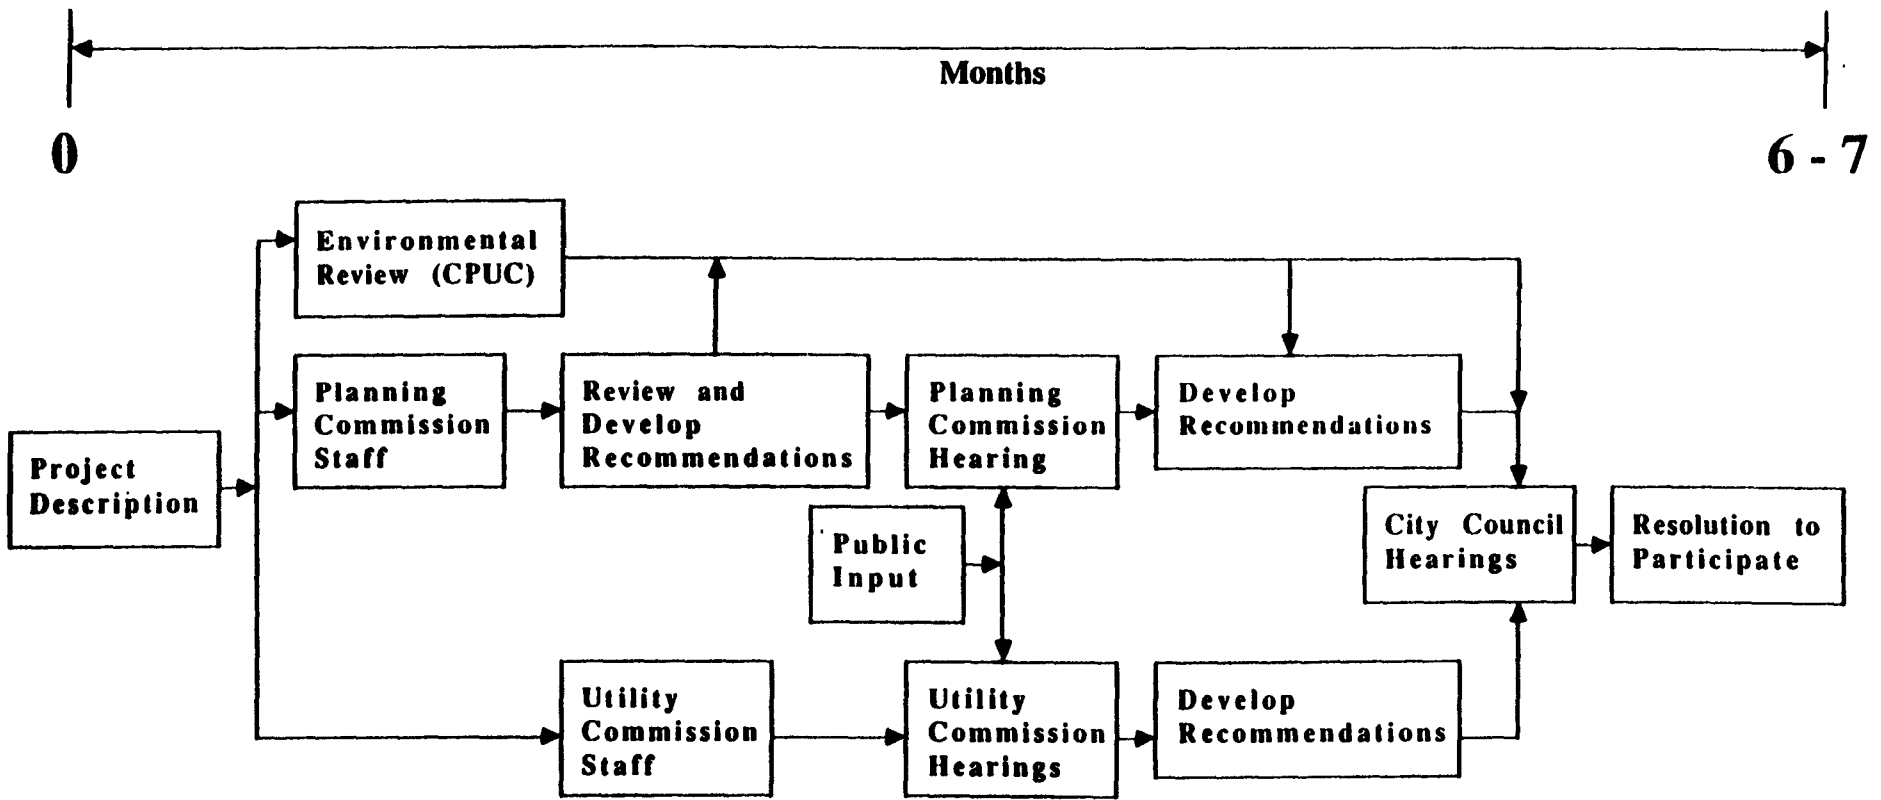 Months
0
6 - 7
Environmental
Review (CPUC)
Planning
Commission
Staff
Review and
Develop
Recommendations
Planning
Commission
Hearing
Develop
Recommendations
Project
Description
Public
Input
City Council
Hearings
Resolution to
Participate
Utility
Commission
Staff
Utility
Commission
Hearings
Develop
Recommendations